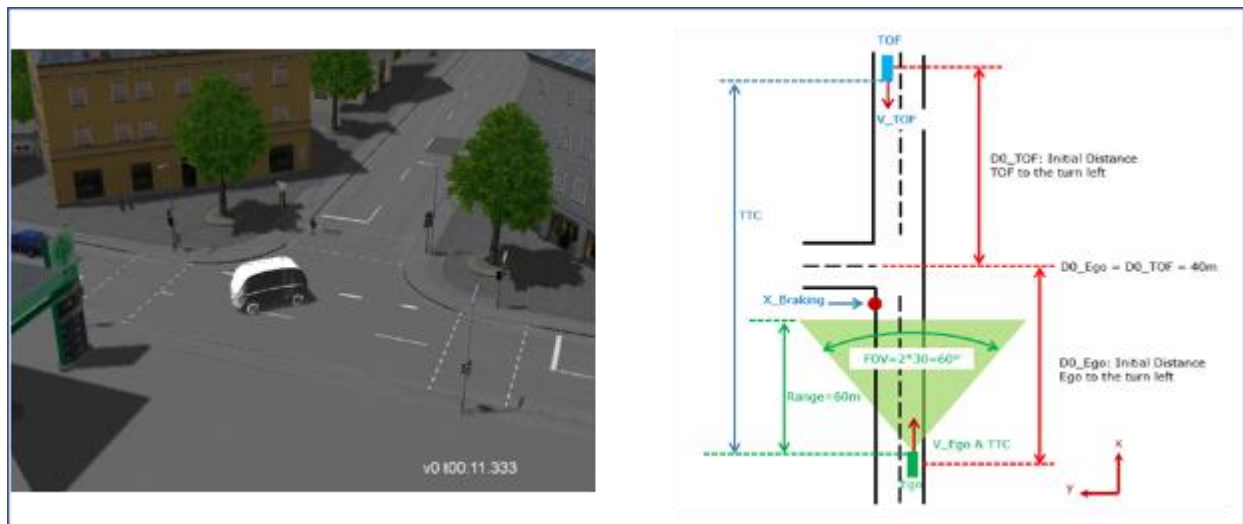 v0 t00:11.333
TOF
V_TOF
D0_TOF: Initial Distance
TOF to the turn left
TTC
D0_Ego = D0_TOF = 40m
X_Braking
FOV=2*30=60°
D0_Ego: Initial Distance
Ego to the turn left
Range=60m
V_Ego & TTC
Ego
X
Y